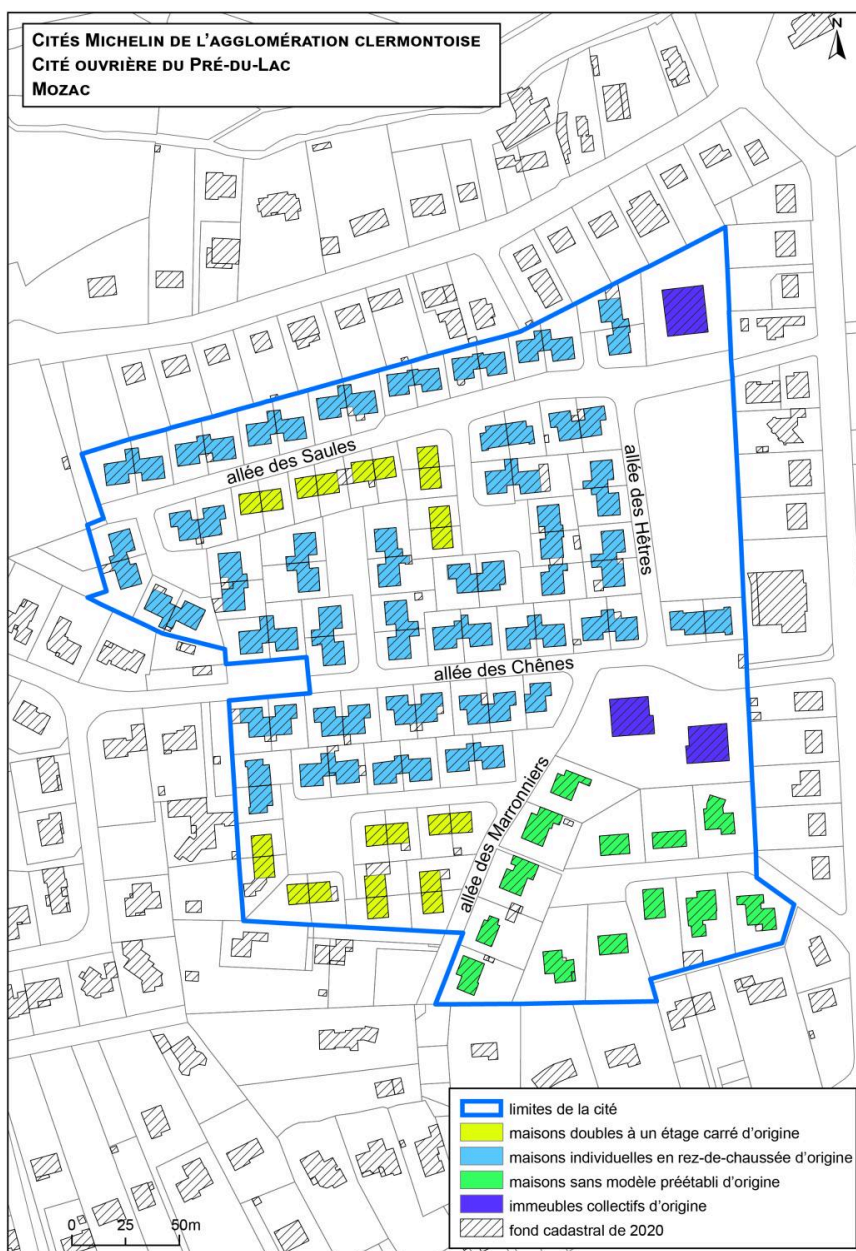 CITÉS MICHELIN DE L'AGGLOMÉRATION CLERMONTOISE
CITÉ OUVRIÈRE DU PRÉ-DU-LAC
MOZAC
N
allée des Saules
allée des Hêtres
allée des Chênes
allée des Marronniers
limites de la cité
maisons doubles à un étage carré d'origine
maisons individuelles en rez-de-chaussée d'origine
maisons sans modèle préétabli d'origine
immeubles collectifs d'origine
fond cadastral de 2020
0 25 50m